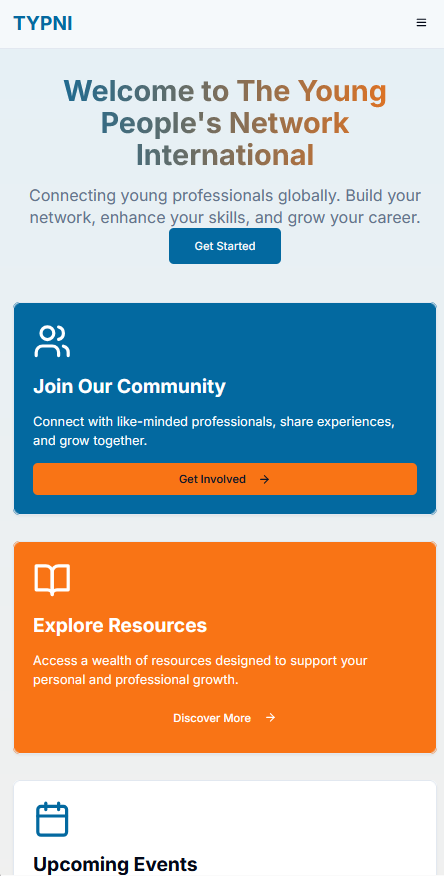 TYPNI
Welcome to The Young
People's Network
International
Connecting young professionals globally. Build your
network, enhance your skills, and grow your career.
Get Started
Join Our Community
Connect with like-minded professionals, share experiences,
and grow together.
Get Involved
Explore Resources
Access a wealth of resources designed to support your
personal and professional growth.
Discover More
Upcoming Events